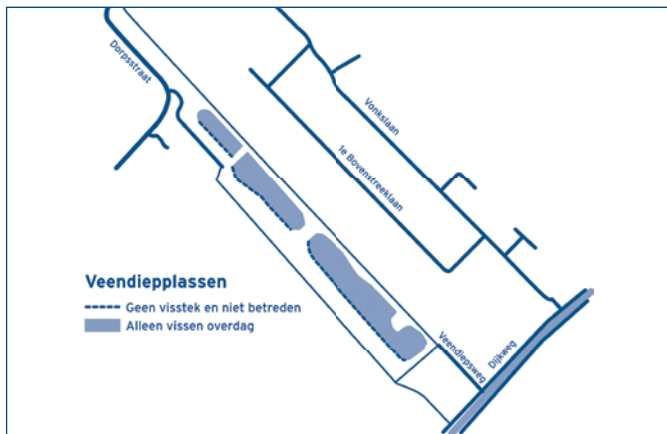 Dorpsstraat
Vonkslaan
1e Bovenstreeklaan
Veendiepplassen
Geen visstek en niet betreden
Alleen vissen overdag
Veendiepsweg
Dijkweg